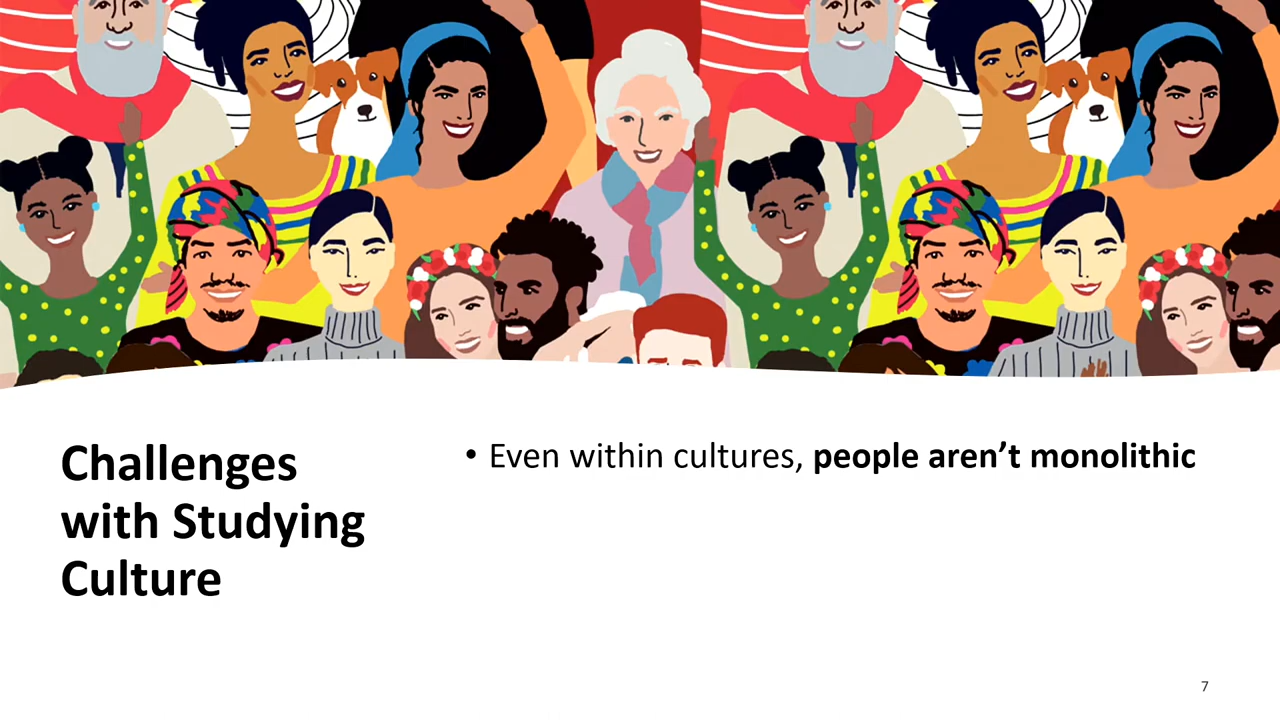 Challenges
with Studying
Culture
• Even within cultures, people aren’t monolithic
7